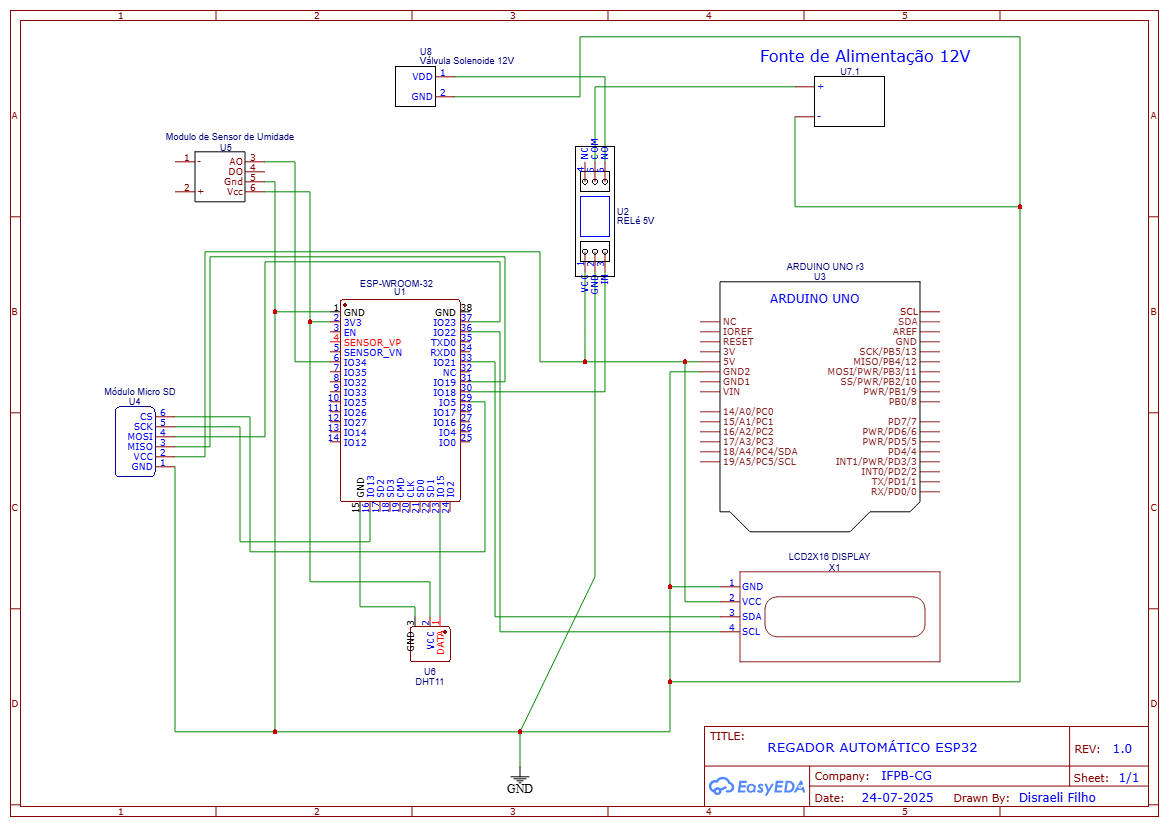 1 2 3 4 5
A
B
C
D
A
B
C
D
1 2 3 4 5
U8
Válvula Solenoide 12V
VDD 1
GND 2
Fonte de Alimentação 12V
U7.1
+
-
Modulo de Sensor de Umidade
U5
1 -
2 +
AO 3
DO 4
Gnd 5
Vcc 6
NC COM NO
4 5 6
U2
RELé 5V
1 2 3
VCC GND IN
ESP-WROOM-32
U1
1 GND
2 3V3
3 EN
4 SENSOR_VP
5 SENSOR_VN
6 IO34
7 IO35
8 IO32
9 IO33
10 IO25
11 IO26
12 IO27
13 IO14
14 IO12
GND 38
IO23 37
IO22 36
TXD0 35
RXD0 34
IO21 33
NC 32
IO19 31
IO18 30
IO5 29
IO17 28
IO16 27
IO4 26
IO0 25
GND IO13 SD2 SD3 CMD CLK SD0 SD1 IO15 IO2
15 16 17 18 19 20 21 22 23 24
Módulo Micro SD
U4
CS 6
SCK 5
MOSI 4
MISO 3
VCC 2
GND 1
ARDUINO UNO r3
U3
ARDUINO UNO
NC
IOREF
RESET
3V
5V
GND2
GND1
VIN
14/A0/PC0
15/A1/PC1
16/A2/PC2
17/A3/PC3
18/A4/PC4/SDA
19/A5/PC5/SCL
SCL
SDA
AREF
GND
SCK/PB5/13
MISO/PB4/12
MOSI/PWR/PB3/11
SS/PWR/PB2/10
PWR/PB1/9
PB0/8
PD7/7
PWR/PD6/6
PWR/PD5/5
PD4/4
INT1/PWR/PD3/3
INT0/PD2/2
TX/PD1/1
RX/PD0/0
LCD2X16 DISPLAY
X1
1 GND
2 VCC
3 SDA
4 SCL
3 2 1
GND VCC DATA
U6
DHT11
GND
TITLE:
REGADOR AUTOMÁTICO ESP32
REV: 1.0
EasyEDA
Company: IFPB-CG
Sheet: 1/1
Date: 24-07-2025 Drawn By: Disraeli Filho